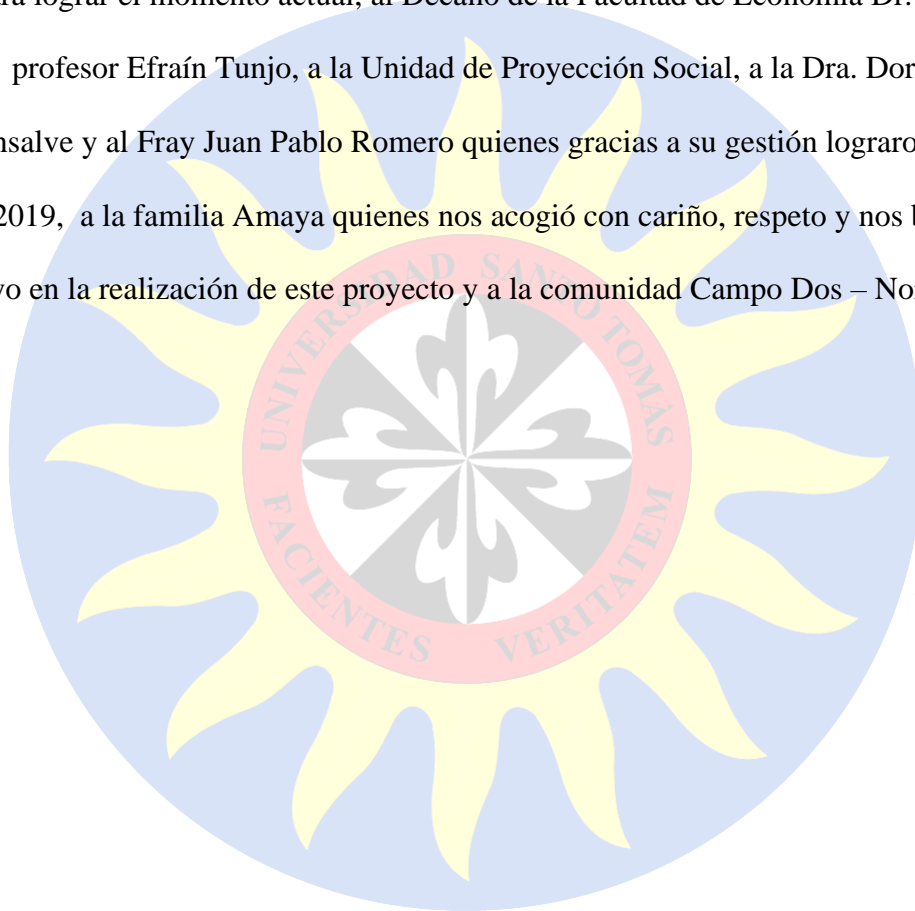 ra lograr el momento actual, al Decano de la Facultad de Economía Dr.
profesor Efraín Tunjo, a la Unidad de Proyección Social, a la Dra. Dor
nsalve y al Fray Juan Pablo Romero quienes gracias a su gestión lograro
2019, a la familia Amaya quienes nos acogió con cariño, respeto y nos b
vo en la realización de este proyecto y a la comunidad Campo Dos – No
UNIVERSIDAD SANTO TOMÀS
FACIENTES VERITATEM